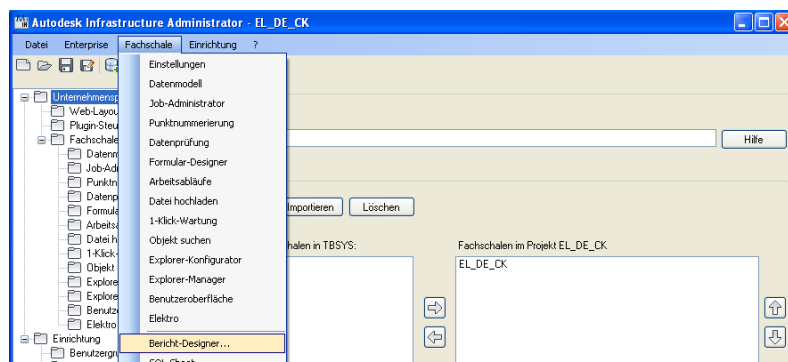 Autodesk Infrastructure Administrator - EL_DE_CK
Datei Enterprise Fachschale Einrichtung ?
Einstellungen
Datenmodell
Job-Administrator
Punktnummerierung
Datenprüfung
Formular-Designer
Arbeitsabläufe
Datei hochladen
1-Klick-Wartung
Objekt suchen
Explorer-Konfigurator
Explorer-Manager
Benutzeroberfläche
Elektro
Bericht-Designer...
Unternehmensp
Web-Layou
Plugin-Steu
Fachschale
Datenm
Job-Ad
Punktn
Datenp
Formula
Arbeitsa
Datei h
1-Klick-
Objekt
Explore
Explore
Benutze
Elektro
Einrichtung
Benutzergru
Hilfe
Importieren Löschen
halen in TBSYS:
Fachschalen im Projekt EL_DE_CK
EL_DE_CK